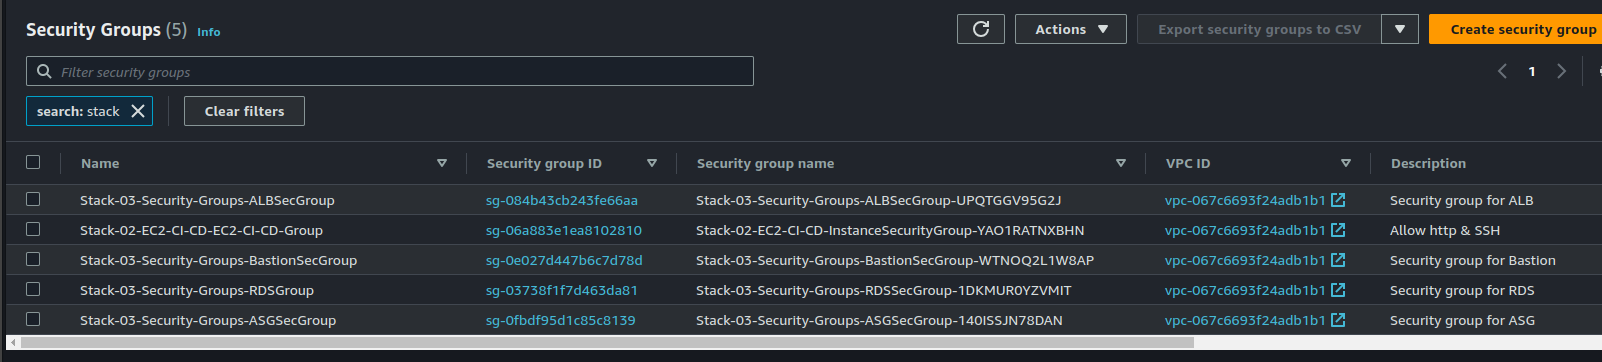 Security Groups (5) Info
Actions
Export security groups to CSV
Create security group
Filter security groups
1
search: stack
Clear filters
Name Security group ID Security group name VPC ID Description
Stack-03-Security-Groups-ALBSecGroup sg-084b43cb243fe66aa Stack-03-Security-Groups-ALBSecGroup-UPQTGGV95G2J vpc-067c6693f24adb1b1 Security group for ALB
Stack-02-EC2-CI-CD-EC2-CI-CD-Group sg-06a883e1ea8102810 Stack-02-EC2-CI-CD-InstanceSecurityGroup-YAO1RATNXBHN vpc-067c6693f24adb1b1 Allow http & SSH
Stack-03-Security-Groups-BastionSecGroup sg-0e027d447b6c7d78d Stack-03-Security-Groups-BastionSecGroup-WTNOQ2L1W8AP vpc-067c6693f24adb1b1 Security group for Bastion
Stack-03-Security-Groups-RDSGroup sg-03738f1f7d463da81 Stack-03-Security-Groups-RDSSecGroup-1DKMUR0YZVMIT vpc-067c6693f24adb1b1 Security group for RDS
Stack-03-Security-Groups-ASGSecGroup sg-0fbdf95d1c85c8139 Stack-03-Security-Groups-ASGSecGroup-140ISSJN78DAN vpc-067c6693f24adb1b1 Security group for ASG